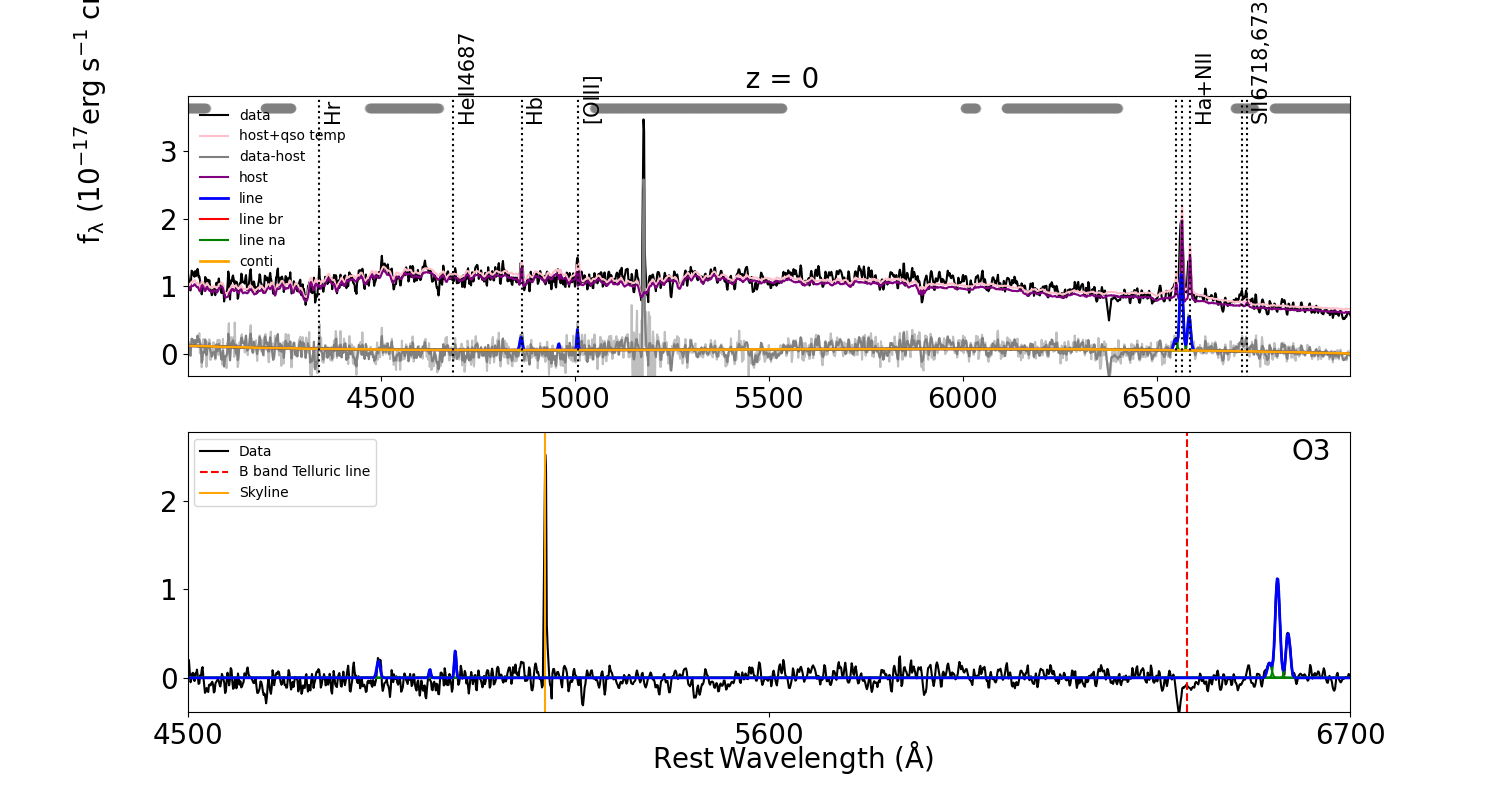 z = 0
f_λ (10^{-17}erg s^{-1} c
Hr
HeII4687
Hb
[OIII]
Ha+NII
SII6718,673
data
host+qso temp
data-host
host
line
line br
line na
conti
3
2
1
0
4500 5000 5500 6000 6500
O3
Data
B band Telluric line
Skyline
2
1
0
4500 5600 6700
Rest Wavelength (Å)